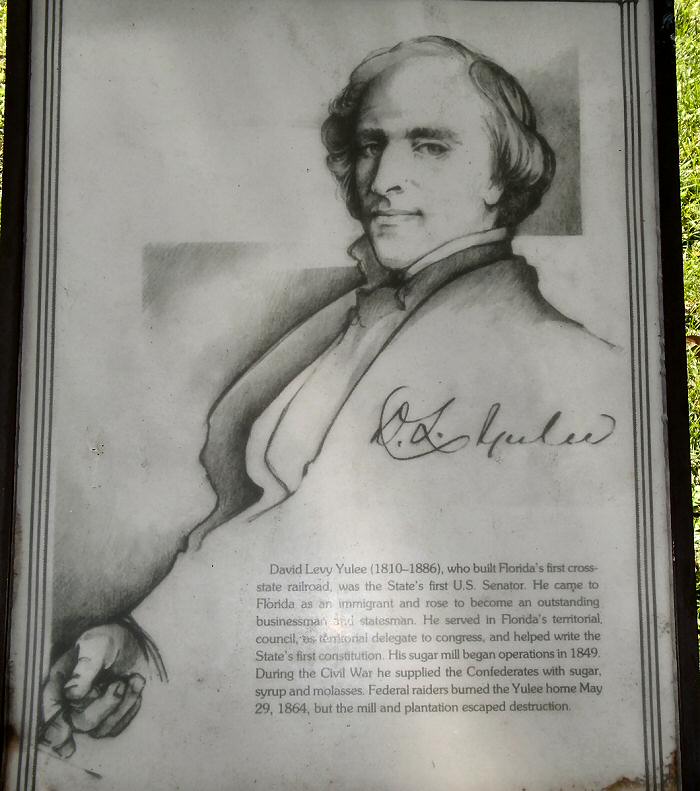 D. L. Yulee
David Levy Yulee (1810–1886), who built Florida's first cross-
state railroad, was the State's first U.S. Senator. He came to
Florida as an immigrant and rose to become an outstanding
businessman and statesman. He served in Florida's territorial,
council, as territorial delegate to congress, and helped write the
State's first constitution. His sugar mill began operations in 1849.
During the Civil War he supplied the Confederates with sugar,
syrup and molasses. Federal raiders burned the Yulee home May
29, 1864, but the mill and plantation escaped destruction.